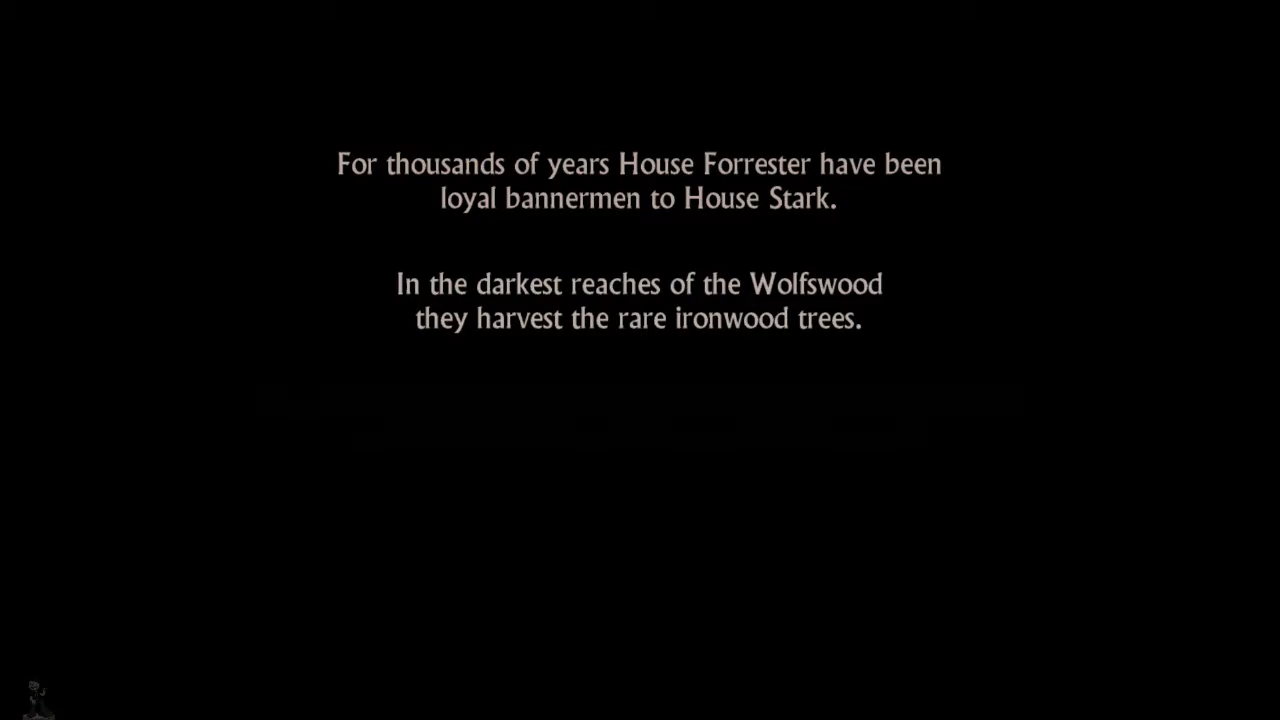 For thousands of years House Forrester have been
loyal bannermen to House Stark.
In the darkest reaches of the Wolfswood
they harvest the rare ironwood trees.